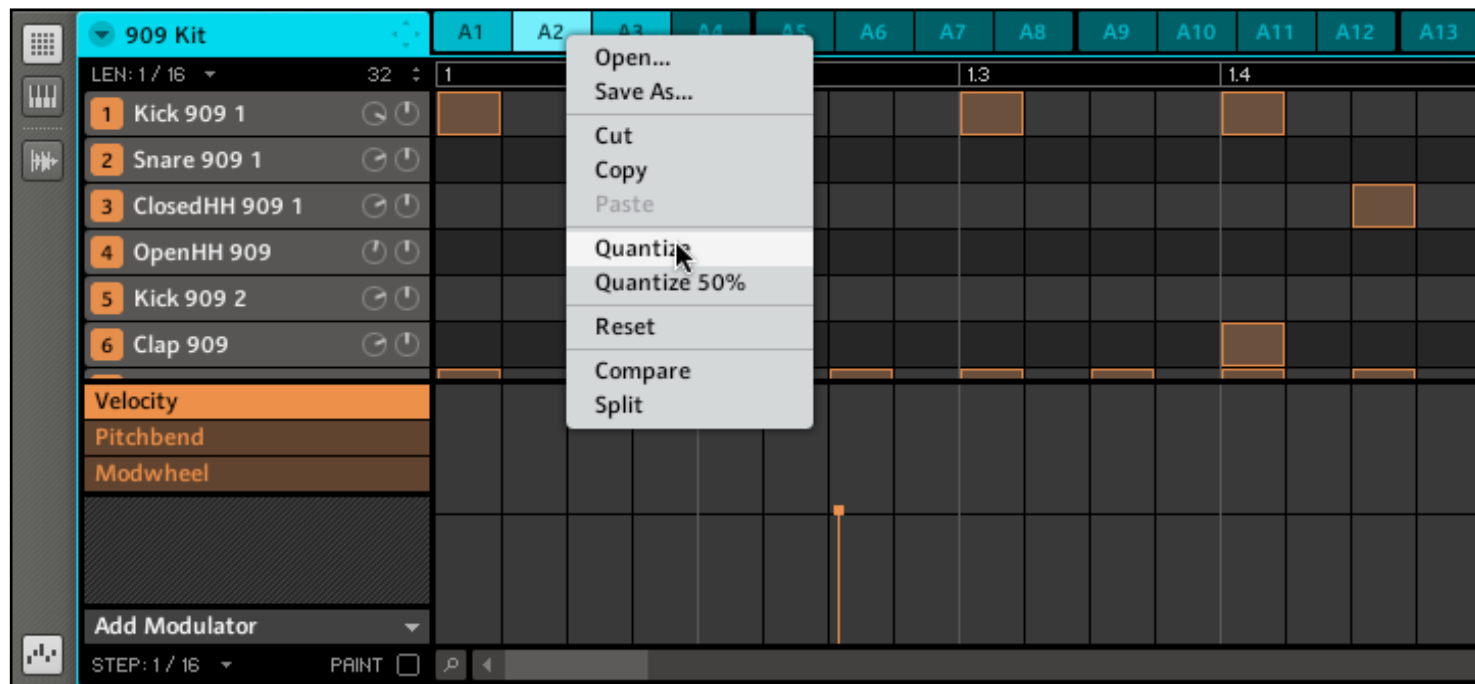 909 Kit
A1 A2 A3 A4 A5 A6 A7 A8 A9 A10 A11 A12 A13
LEN: 1 / 16 32 1 1.3 1.4
1 Kick 909 1
2 Snare 909 1
3 ClosedHH 909 1
4 OpenHH 909
5 Kick 909 2
6 Clap 909
Open...
Save As...
Cut
Copy
Paste
Quantize
Quantize 50%
Reset
Compare
Split
Velocity
Pitchbend
Modwheel
Add Modulator
STEP: 1 / 16 PAINT